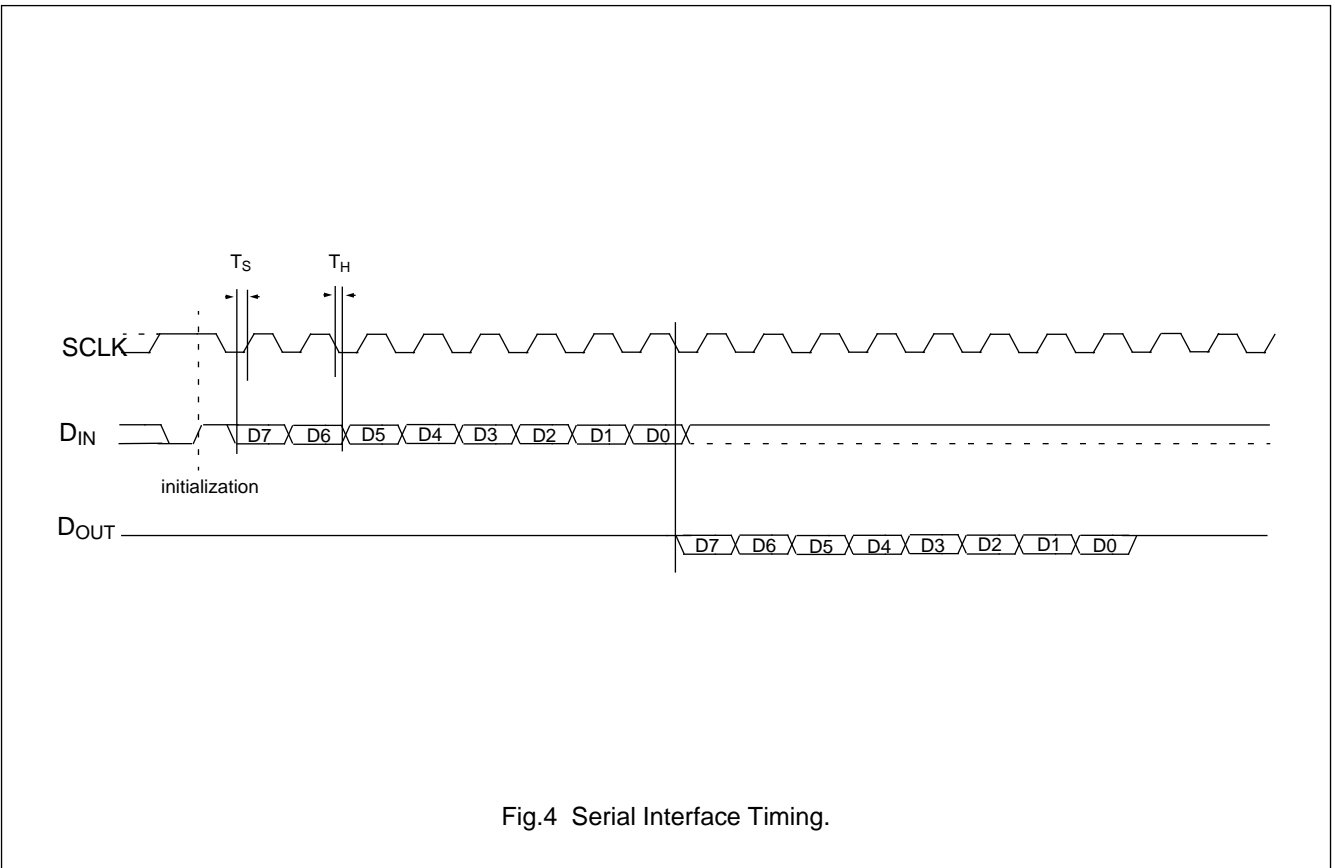 TS TH
SCLK
DIN D7 D6 D5 D4 D3 D2 D1 D0
initialization
DOUT D7 D6 D5 D4 D3 D2 D1 D0
Fig.4 Serial Interface Timing.